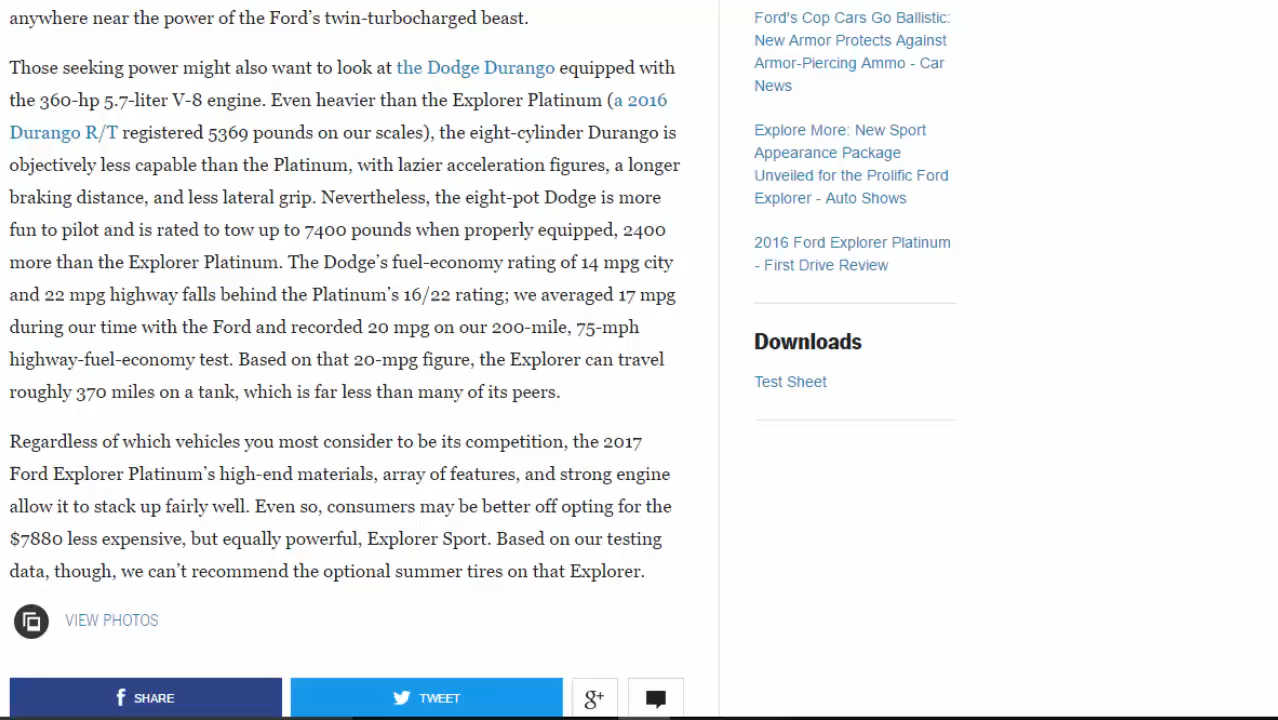 anywhere near the power of the Ford's twin-turbocharged beast.
Those seeking power might also want to look at the Dodge Durango equipped with
the 360-hp 5.7-liter V-8 engine. Even heavier than the Explorer Platinum (a 2016
Durango R/T registered 5369 pounds on our scales), the eight-cylinder Durango is
objectively less capable than the Platinum, with lazier acceleration figures, a longer
braking distance, and less lateral grip. Nevertheless, the eight-pot Dodge is more
fun to pilot and is rated to tow up to 7400 pounds when properly equipped, 2400
more than the Explorer Platinum. The Dodge's fuel-economy rating of 14 mpg city
and 22 mpg highway falls behind the Platinum's 16/22 rating; we averaged 17 mpg
during our time with the Ford and recorded 20 mpg on our 200-mile, 75-mph
highway-fuel-economy test. Based on that 20-mpg figure, the Explorer can travel
roughly 370 miles on a tank, which is far less than many of its peers.
Regardless of which vehicles you most consider to be its competition, the 2017
Ford Explorer Platinum's high-end materials, array of features, and strong engine
allow it to stack up fairly well. Even so, consumers may be better off opting for the
$7880 less expensive, but equally powerful, Explorer Sport. Based on our testing
data, though, we can't recommend the optional summer tires on that Explorer.
VIEW PHOTOS
SHARE
TWEET
g+
Ford's Cop Cars Go Ballistic:
New Armor Protects Against
Armor-Piercing Ammo - Car
News
Explore More: New Sport
Appearance Package
Unveiled for the Prolific Ford
Explorer - Auto Shows
2016 Ford Explorer Platinum
- First Drive Review
Downloads
Test Sheet